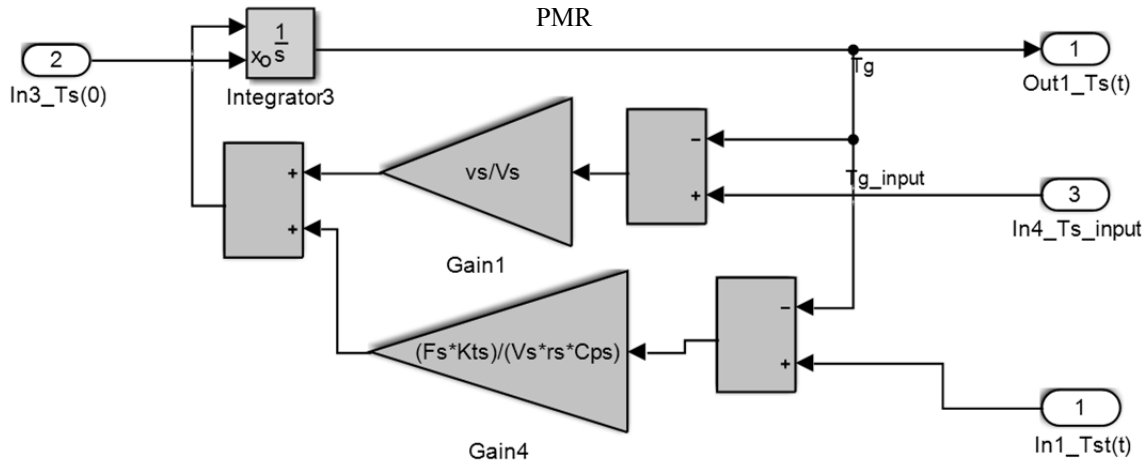 PMR
2
In3_Ts(0)
1
s
xo
Integrator3
Tg
1
Out1_Ts(t)
−
+
vs/Vs
+
+
Gain1
Tg_input
3
In4_Ts_input
−
+
(Fs*Kts)/(Vs*rs*Cps)
Gain4
1
In1_Tst(t)